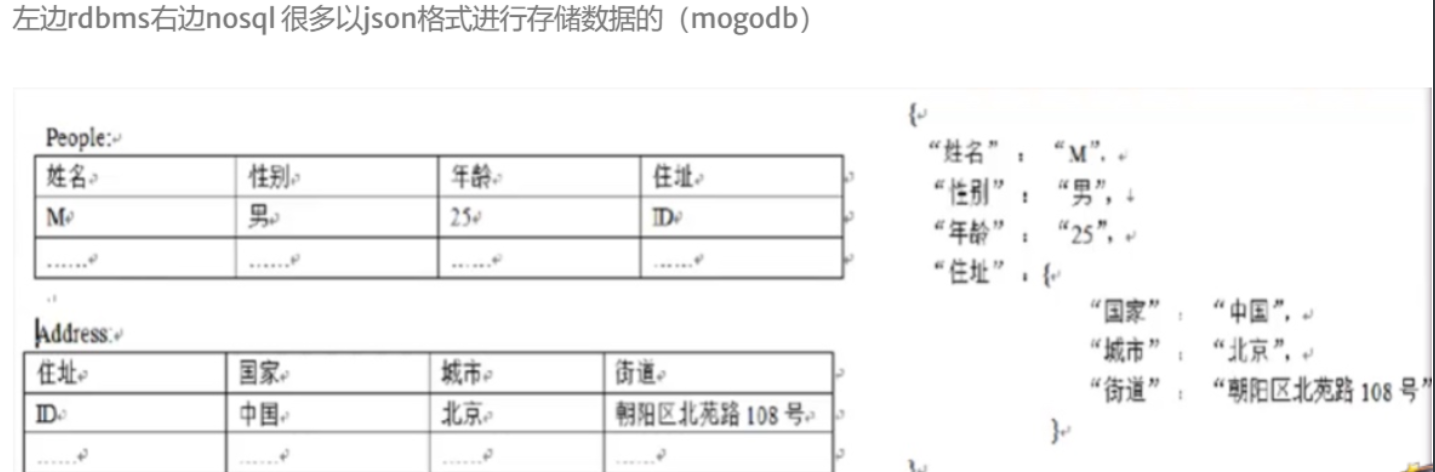 左边rdbms右边nosql 很多以json格式进行存储数据的（mogodb）
People:
姓名 性别 年龄 住址
M 男 25 ID
...... ...... ...... ......
Address:
住址 国家 城市 街道
ID 中国 北京 朝阳区北苑路 108 号
...... ...... ...... ......
{
“姓名” ： “M”，
“性别” ： “男”，
“年龄” ： “25”，
“住址” ：{
“国家” ： “中国”，
“城市” ： “北京”，
“街道” ： “朝阳区北苑路 108 号”
}
}